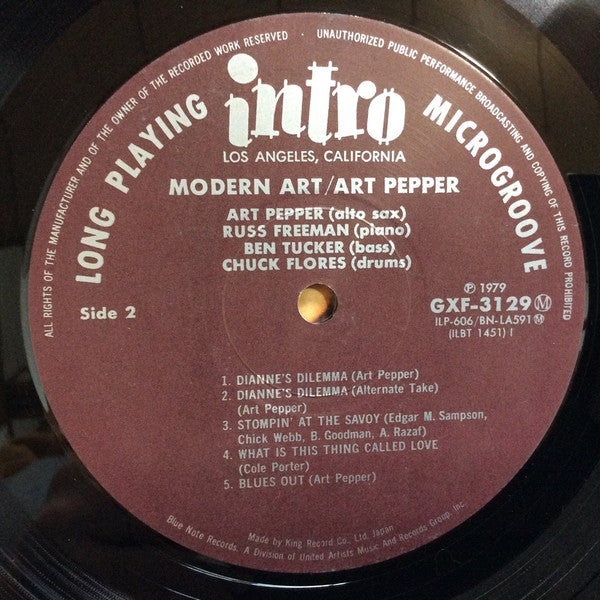 ALL RIGHTS OF THE MANUFACTURER AND OF THE OWNER OF THE RECORDED WORK RESERVED · UNAUTHORIZED PUBLIC PERFORMANCE BROADCASTING AND COPYING OF THIS RECORD PROHIBITED
LONG PLAYING
intro
MICROGROOVE
LOS ANGELES, CALIFORNIA
MODERN ART/ART PEPPER
ART PEPPER (alto sax)
RUSS FREEMAN (piano)
BEN TUCKER (bass)
CHUCK FLORES (drums)
Side 2
Ⓟ 1979
GXF-3129 Ⓜ
ILP-606/BN-LA591 Ⓜ
(ILBT 1451) I
1. DIANNE'S DILEMMA (Art Pepper)
2. DIANNE'S DILEMMA (Alternate Take)
(Art Pepper)
3. STOMPIN' AT THE SAVOY (Edgar M. Sampson,
Chick Webb, B. Goodman, A. Razaf)
4. WHAT IS THIS THING CALLED LOVE
(Cole Porter)
5. BLUES OUT (Art Pepper)
Made by King Record Co., Ltd. Japan
Blue Note Records, A Division of United Artists Music And Records Group, Inc.